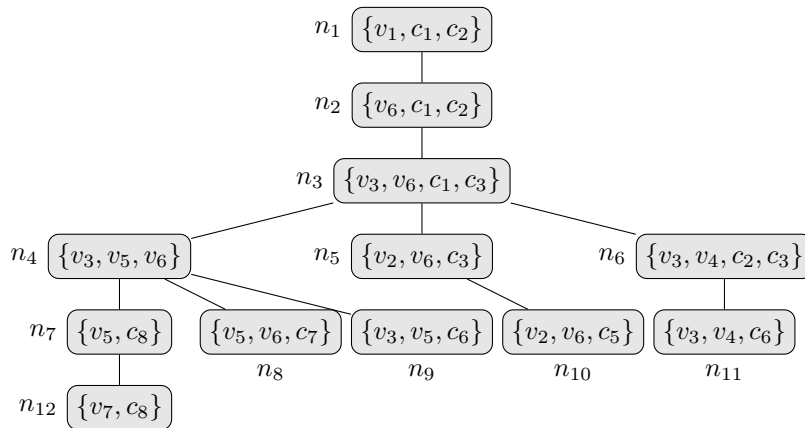 n₁ {v₁, c₁, c₂}
n₂ {v₆, c₁, c₂}
n₃ {v₃, v₆, c₁, c₃}
n₄ {v₃, v₅, v₆} n₅ {v₂, v₆, c₃} n₆ {v₃, v₄, c₂, c₃}
n₇ {v₅, c₈} {v₅, v₆, c₇} {v₃, v₅, c₆} {v₂, v₆, c₅} {v₃, v₄, c₆}
n₈ n₉ n₁₀ n₁₁
n₁₂ {v₇, c₈}